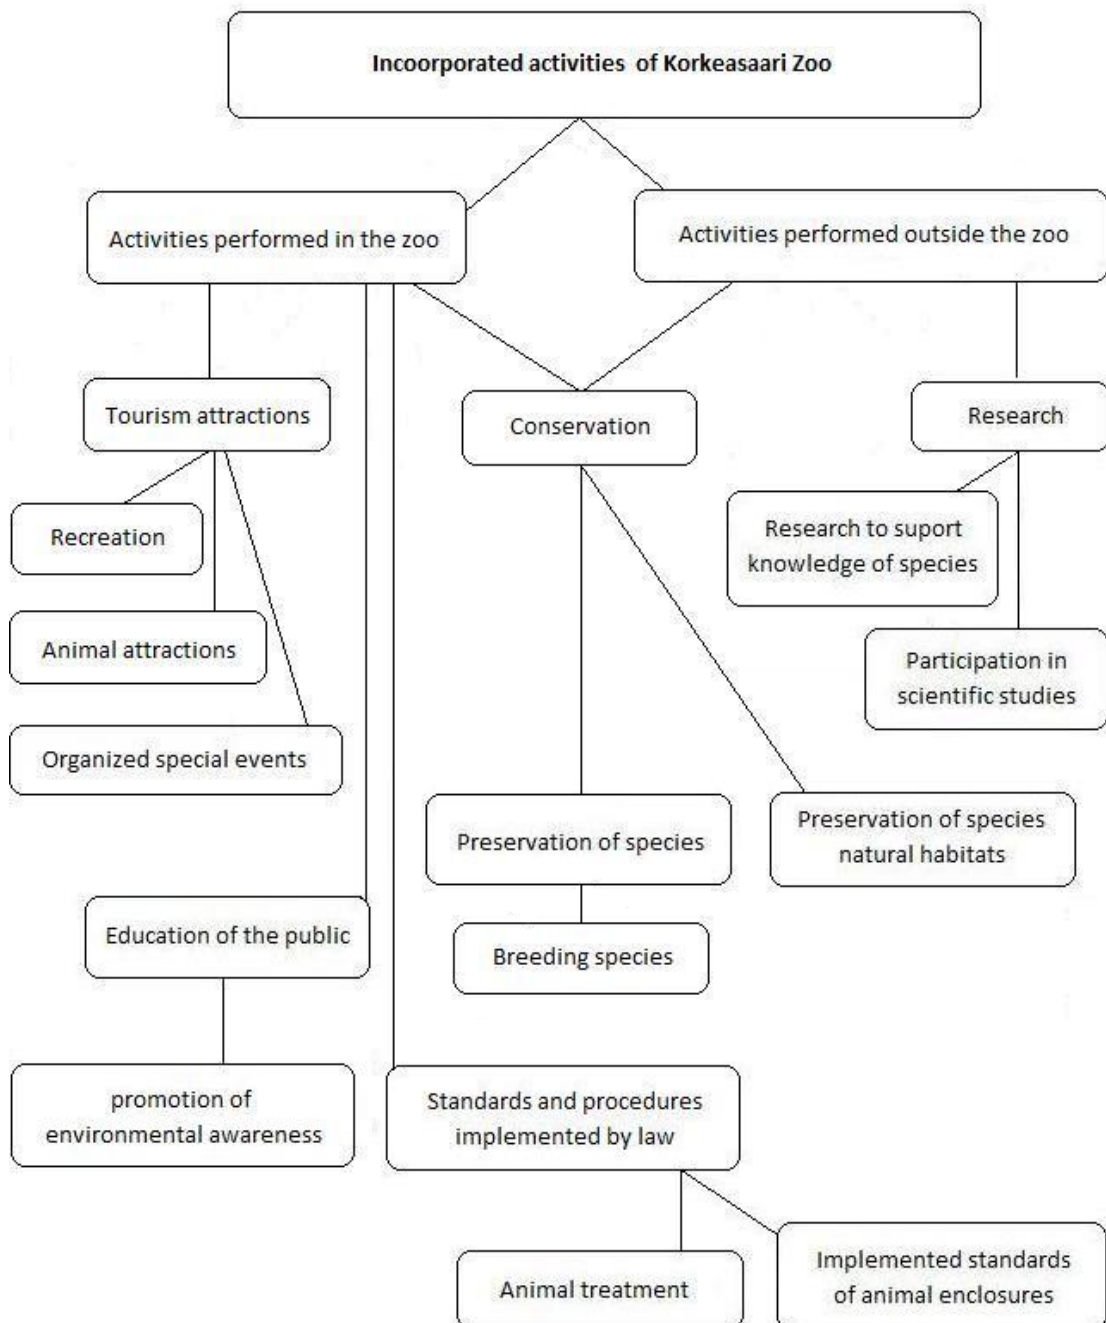 Incoorporated activities of Korkeasaari Zoo
Activities performed in the zoo
Activities performed outside the zoo
Tourism attractions
Conservation
Research
Recreation
Research to suport
knowledge of species
Animal attractions
Participation in
scientific studies
Organized special events
Preservation of species
Preservation of species
natural habitats
Education of the public
Breeding species
promotion of
environmental awareness
Standards and procedures
implemented by law
Animal treatment
Implemented standards
of animal enclosures